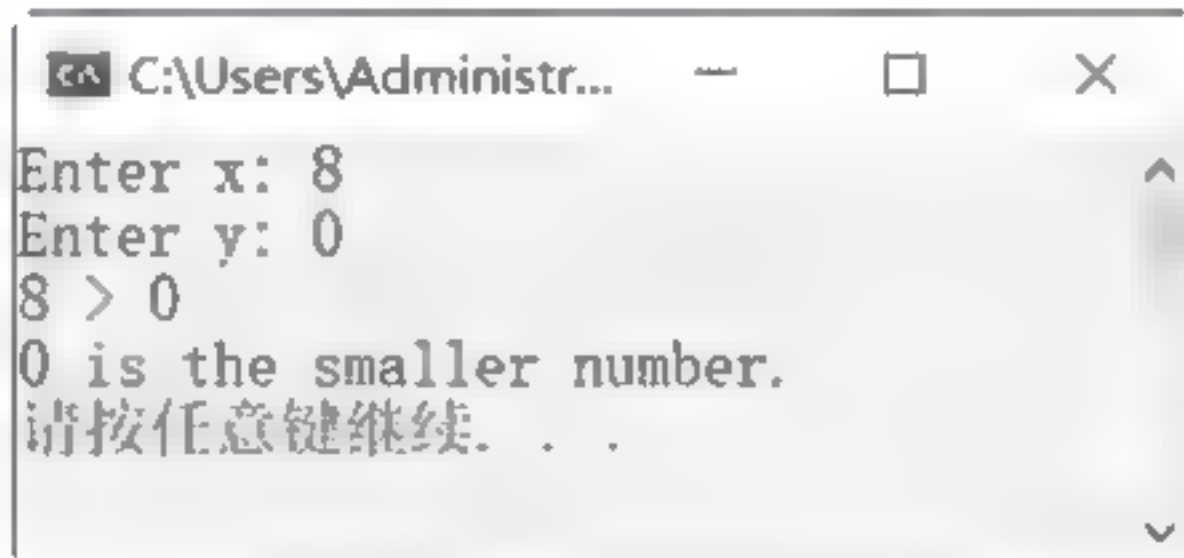 C:\Users\Administr...
Enter x: 8
Enter y: 0
8 > 0
0 is the smaller number.
请按任意键继续. . .